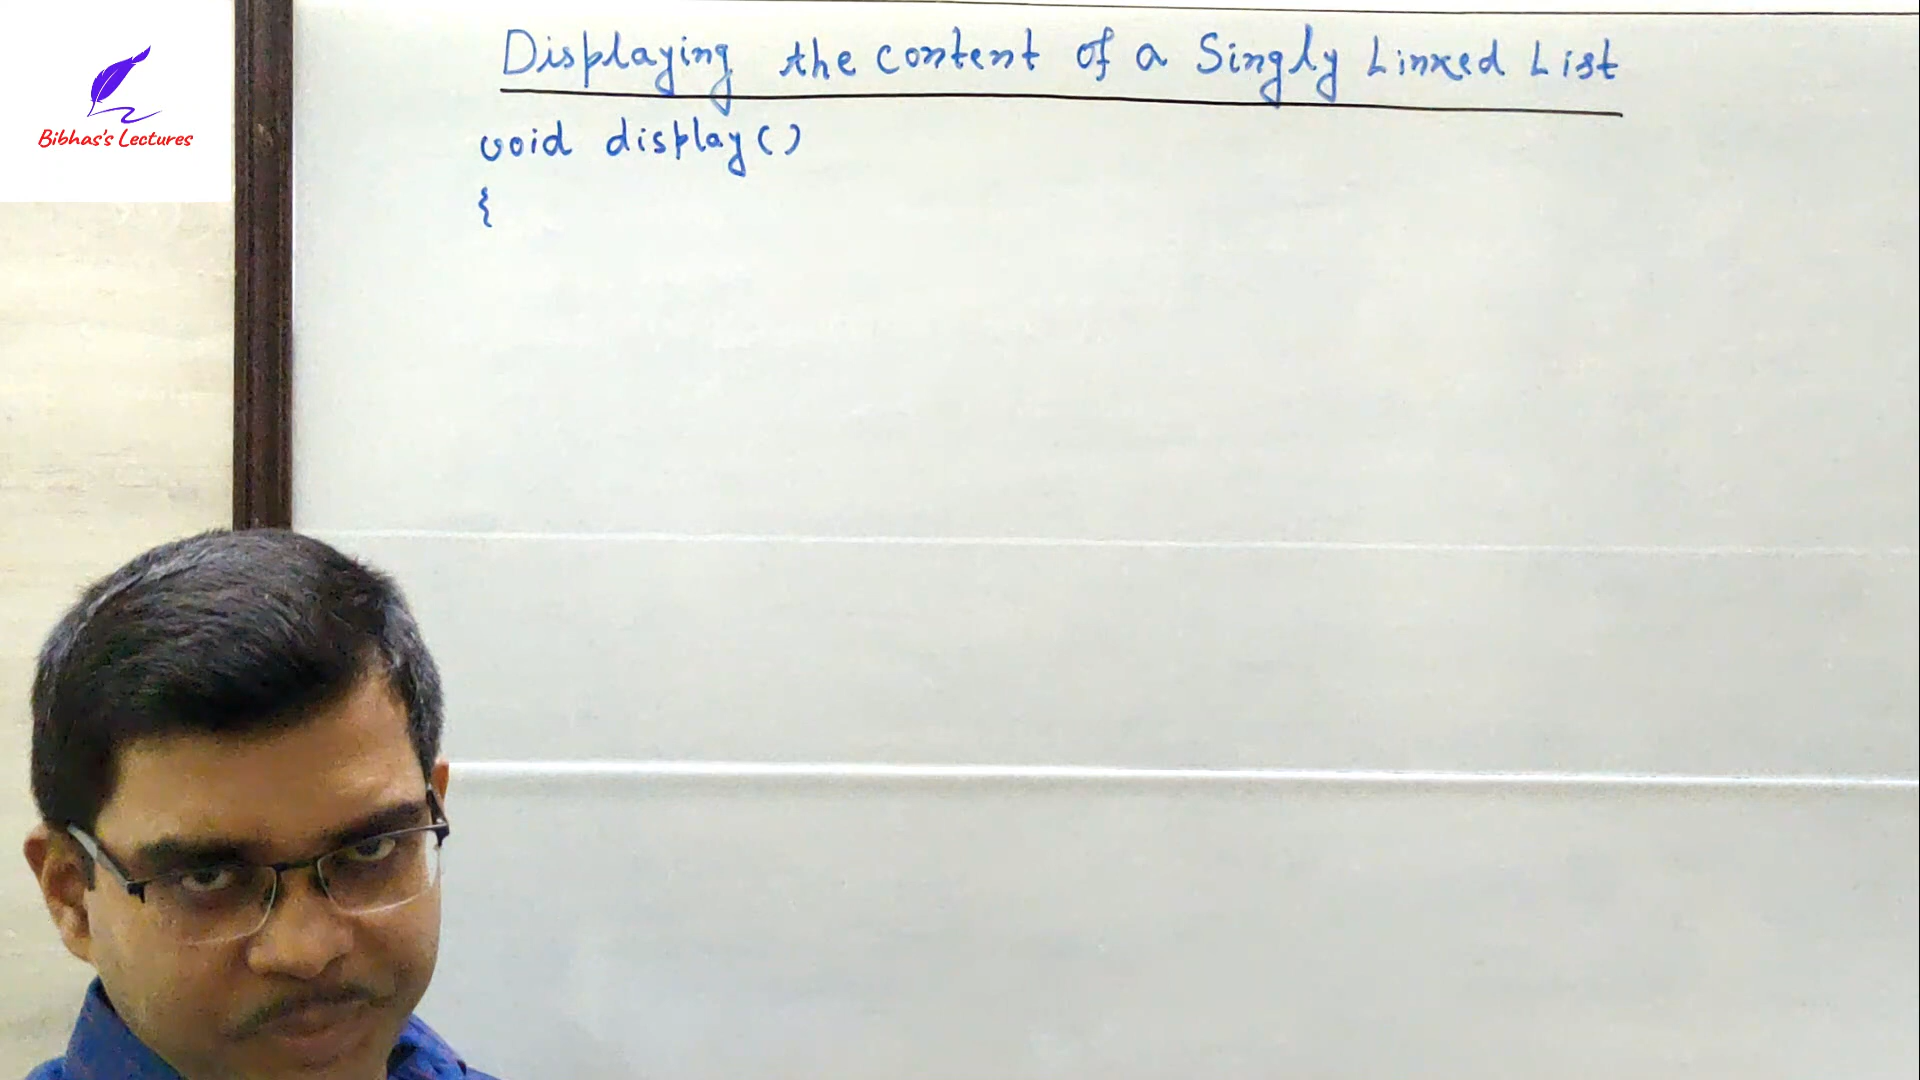 Bibhas's Lectures
Displaying the content of a Singly Linked List
void display()
{